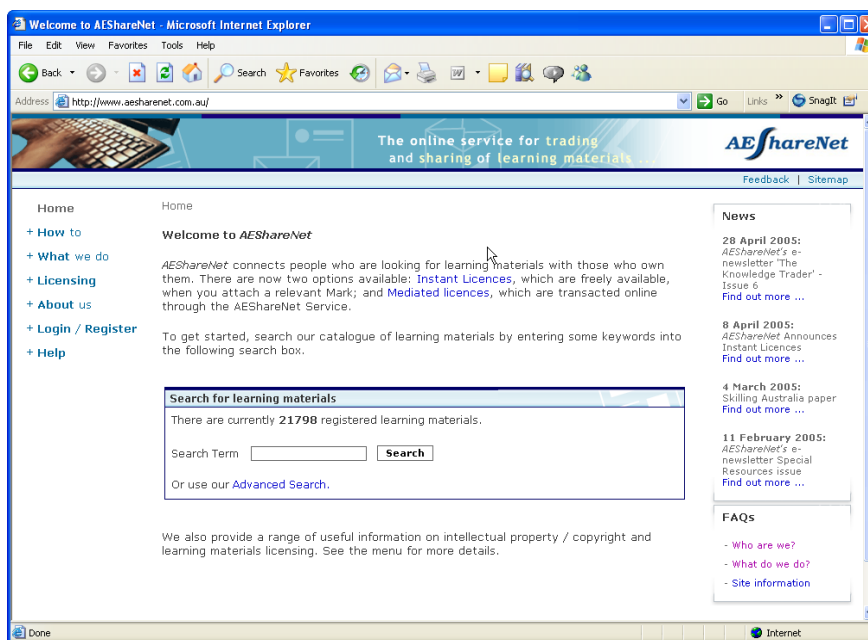 Welcome to AEShareNet - Microsoft Internet Explorer
File Edit View Favorites Tools Help
Back Search Favorites
Address http://www.aesharenet.com.au/ Go Links » SnagIt
The online service for trading
and sharing of learning materials ...
AEShareNet
Feedback | Sitemap
Home
+ How to
+ What we do
+ Licensing
+ About us
+ Login / Register
+ Help
Home
Welcome to AEShareNet
AEShareNet connects people who are looking for learning materials with those who own
them. There are now two options available: Instant Licences, which are freely available,
when you attach a relevant Mark; and Mediated licences, which are transacted online
through the AEShareNet Service.
To get started, search our catalogue of learning materials by entering some keywords into
the following search box.
Search for learning materials
There are currently 21798 registered learning materials.
Search Term Search
Or use our Advanced Search.
We also provide a range of useful information on intellectual property / copyright and
learning materials licensing. See the menu for more details.
News
28 April 2005:
AEShareNet's e-
newsletter 'The
Knowledge Trader' -
Issue 6
Find out more ...
8 April 2005:
AEShareNet Announces
Instant Licences
Find out more ...
4 March 2005:
Skilling Australia paper
Find out more ...
11 February 2005:
AEShareNet's e-
newsletter Special
Resources issue
Find out more ...
FAQs
- Who are we?
- What do we do?
- Site information
Done Internet